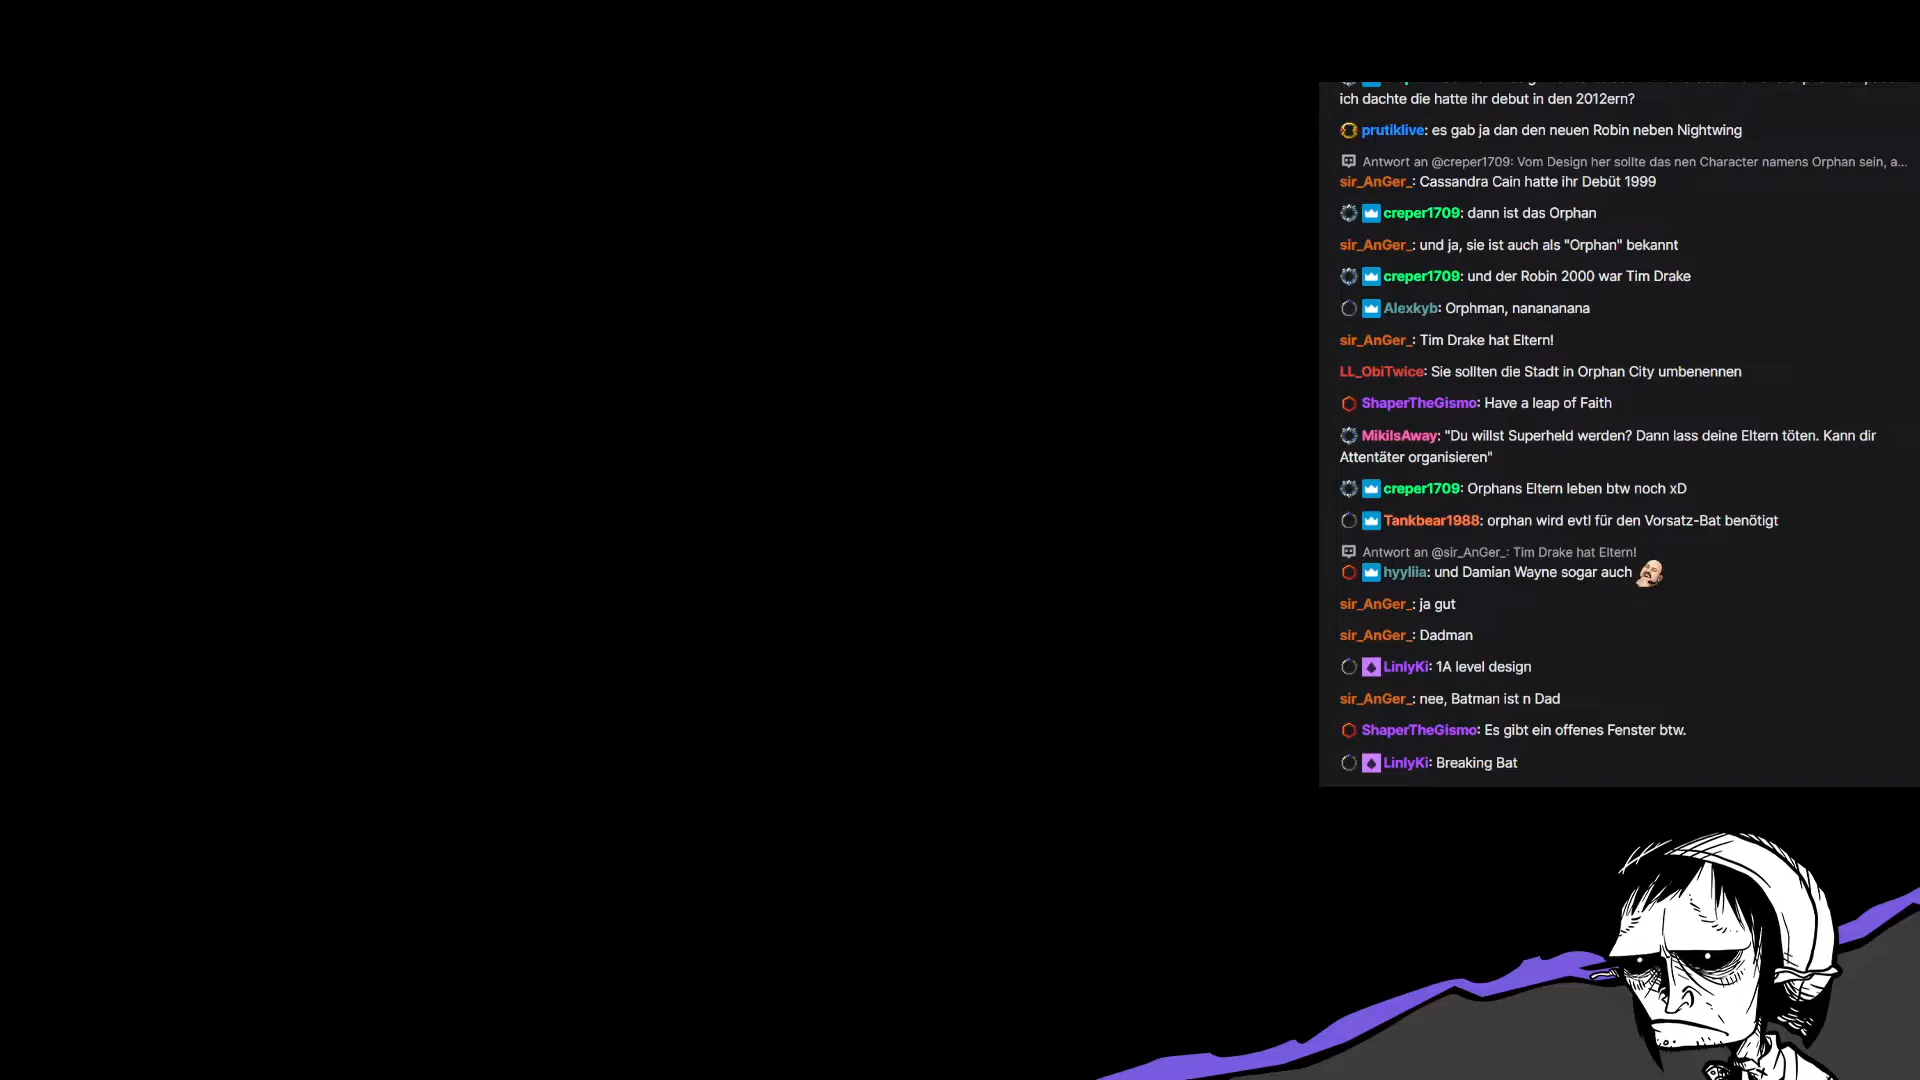 ich dachte die hatte ihr debut in den 2012ern?
prutiklive: es gab ja dan den neuen Robin neben Nightwing
Antwort an @creper1709: Vom Design her sollte das nen Character namens Orphan sein, a...
sir_AnGer_: Cassandra Cain hatte ihr Debüt 1999
creper1709: dann ist das Orphan
sir_AnGer_: und ja, sie ist auch als "Orphan" bekannt
creper1709: und der Robin 2000 war Tim Drake
Alexkyb: Orphman, nanananana
sir_AnGer_: Tim Drake hat Eltern!
LL_ObiTwice: Sie sollten die Stadt in Orphan City umbenennen
ShaperTheGismo: Have a leap of Faith
MikiIsAway: "Du willst Superheld werden? Dann lass deine Eltern töten. Kann dir
Attentäter organisieren"
creper1709: Orphans Eltern leben btw noch xD
Tankbear1988: orphan wird evtl für den Vorsatz-Bat benötigt
Antwort an @sir_AnGer_: Tim Drake hat Eltern!
hyyliia: und Damian Wayne sogar auch
sir_AnGer_: ja gut
sir_AnGer_: Dadman
LinlyKi: 1A level design
sir_AnGer_: nee, Batman ist n Dad
ShaperTheGismo: Es gibt ein offenes Fenster btw.
LinlyKi: Breaking Bat